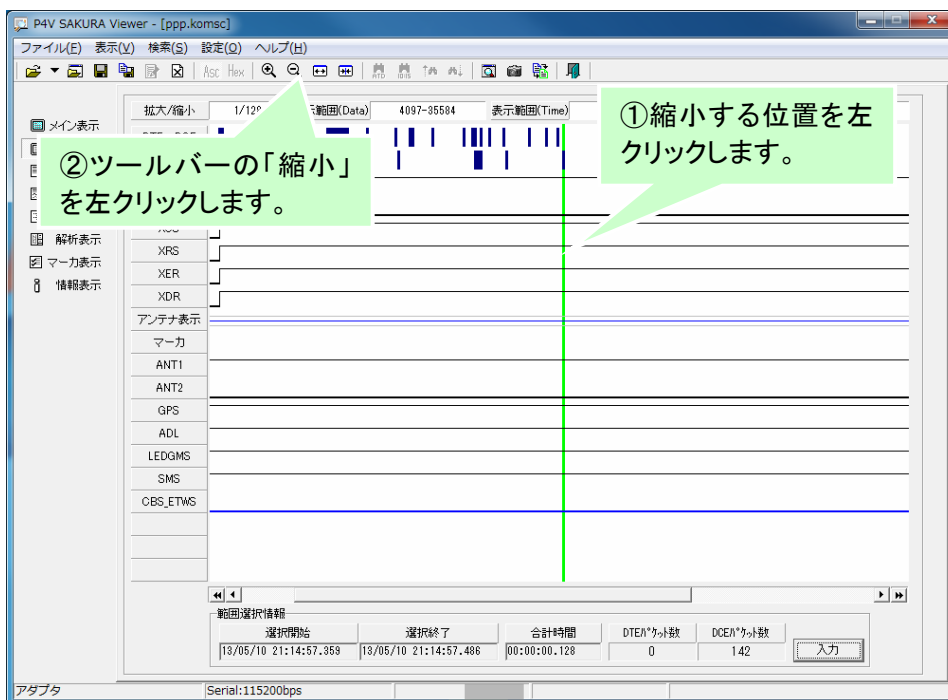 P4V SAKURA Viewer - [ppp.komsc]
ファイル(F) 表示(V) 検索(S) 設定(O) ヘルプ(H)
Asc Hex
拡大/縮小 1/128 示範囲(Data) 4097-35584 表示範囲(Time)
①縮小する位置を左
クリックします。
②ツールバーの「縮小」
を左クリックします。
メイン表示
解析表示
マーカ表示
情報表示
XRS
XER
XDR
アンテナ表示
マーカ
ANT1
ANT2
GPS
ADL
LEDGMS
SMS
CBS_ETWS
範囲選択情報
選択開始 選択終了 合計時間 DTEパケット数 DCEパケット数
13/05/10 21:14:57.359 13/05/10 21:14:57.486 00:00:00.128 0 142 入力
アダプタ Serial:115200bps